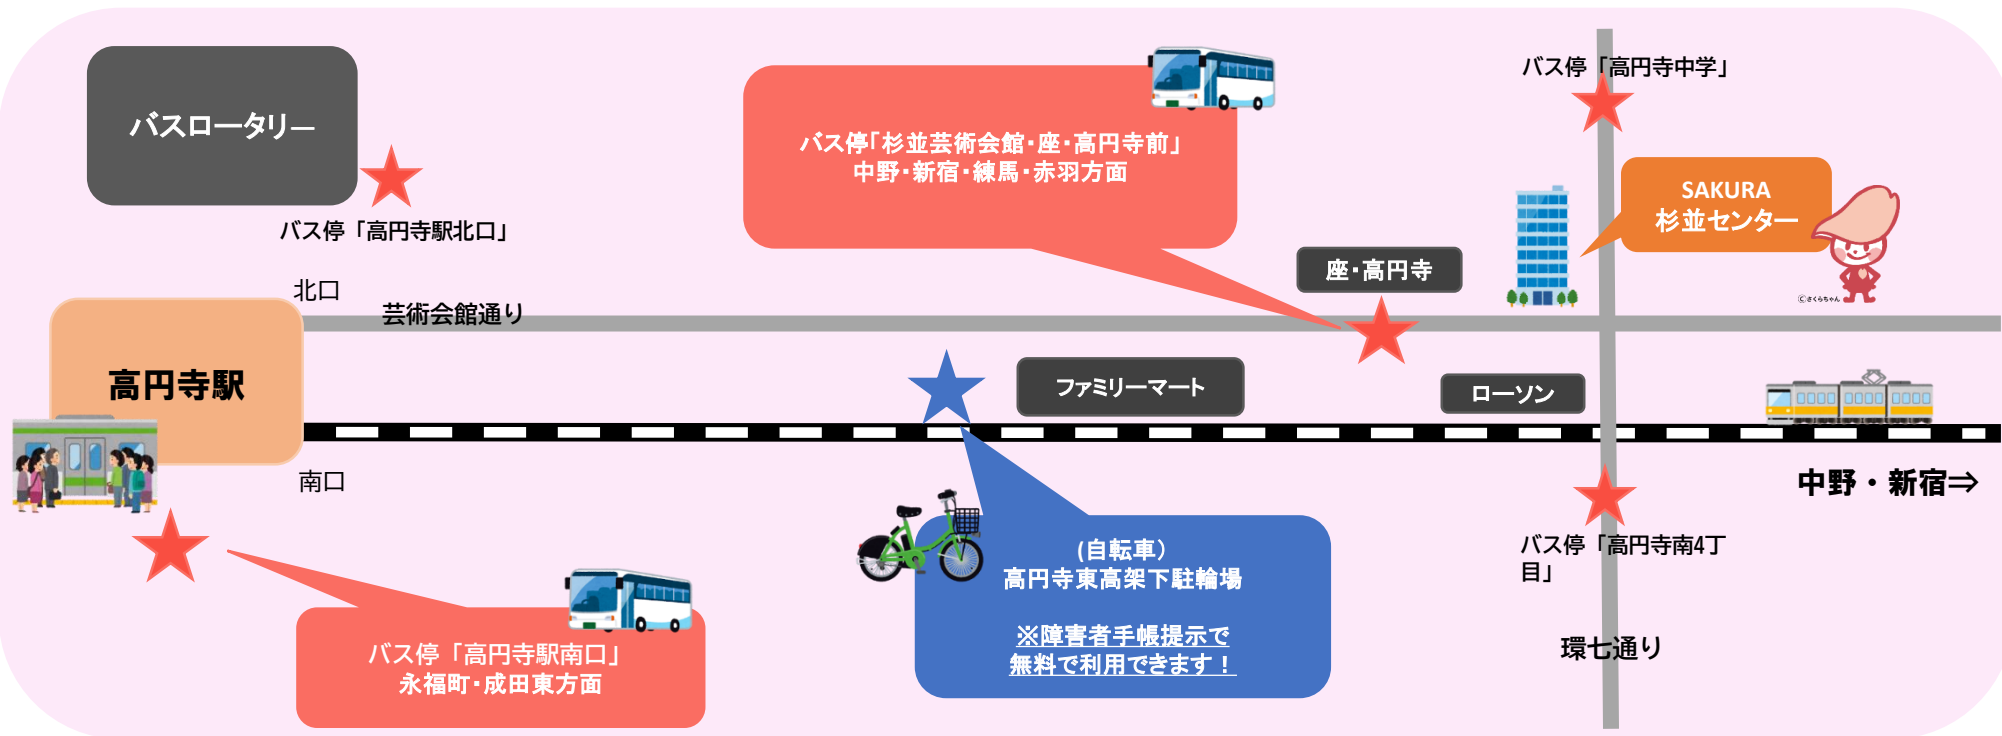 バスロータリー
バス停「高円寺駅北口」
北口
芸術会館通り
高円寺駅
南口
バス停「高円寺駅南口」
永福町・成田東方面
バス停「杉並芸術会館・座・高円寺前」
中野・新宿・練馬・赤羽方面
座・高円寺
ファミリーマート
ローソン
(自転車）
高円寺東高架下駐輪場
※障害者手帳提示で
無料で利用できます！
バス停「高円寺中学」
SAKURA
杉並センター
©さくらちゃん
中野・新宿⇒
バス停「高円寺南4丁
目」
環七通り